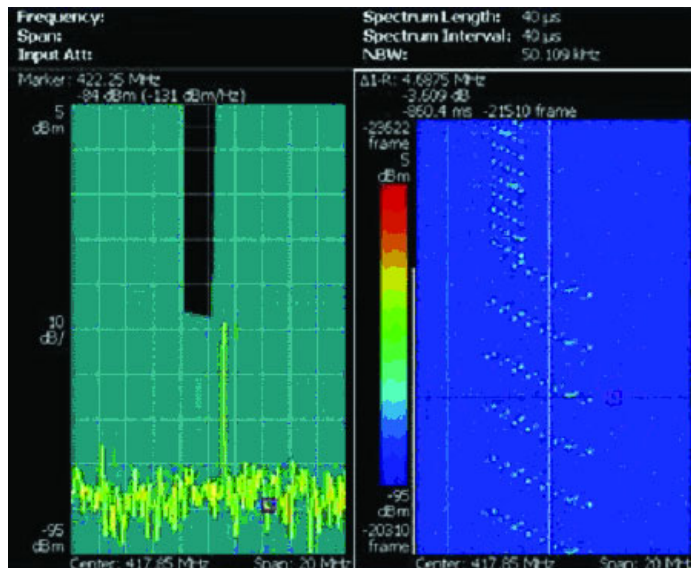 Frequency:
Span:
Input Att:
Spectrum Length: 40 µs
Spectrum Interval: 40 µs
NBW: 50.109 kHz
Marker: 422.25 MHz
-84 dBm (-131 dBm/Hz)
5
dBm
10
dB/
-95
dBm
Center: 417.85 MHz Span: 20 MHz
Δ1-R: 4.6875 MHz
-3.609 dB
-860.4 ms -21510 frame
-23622
frame
5
dBm
-95
dBm
-20310
frame
Center: 417.85 MHz Span: 20 MHz